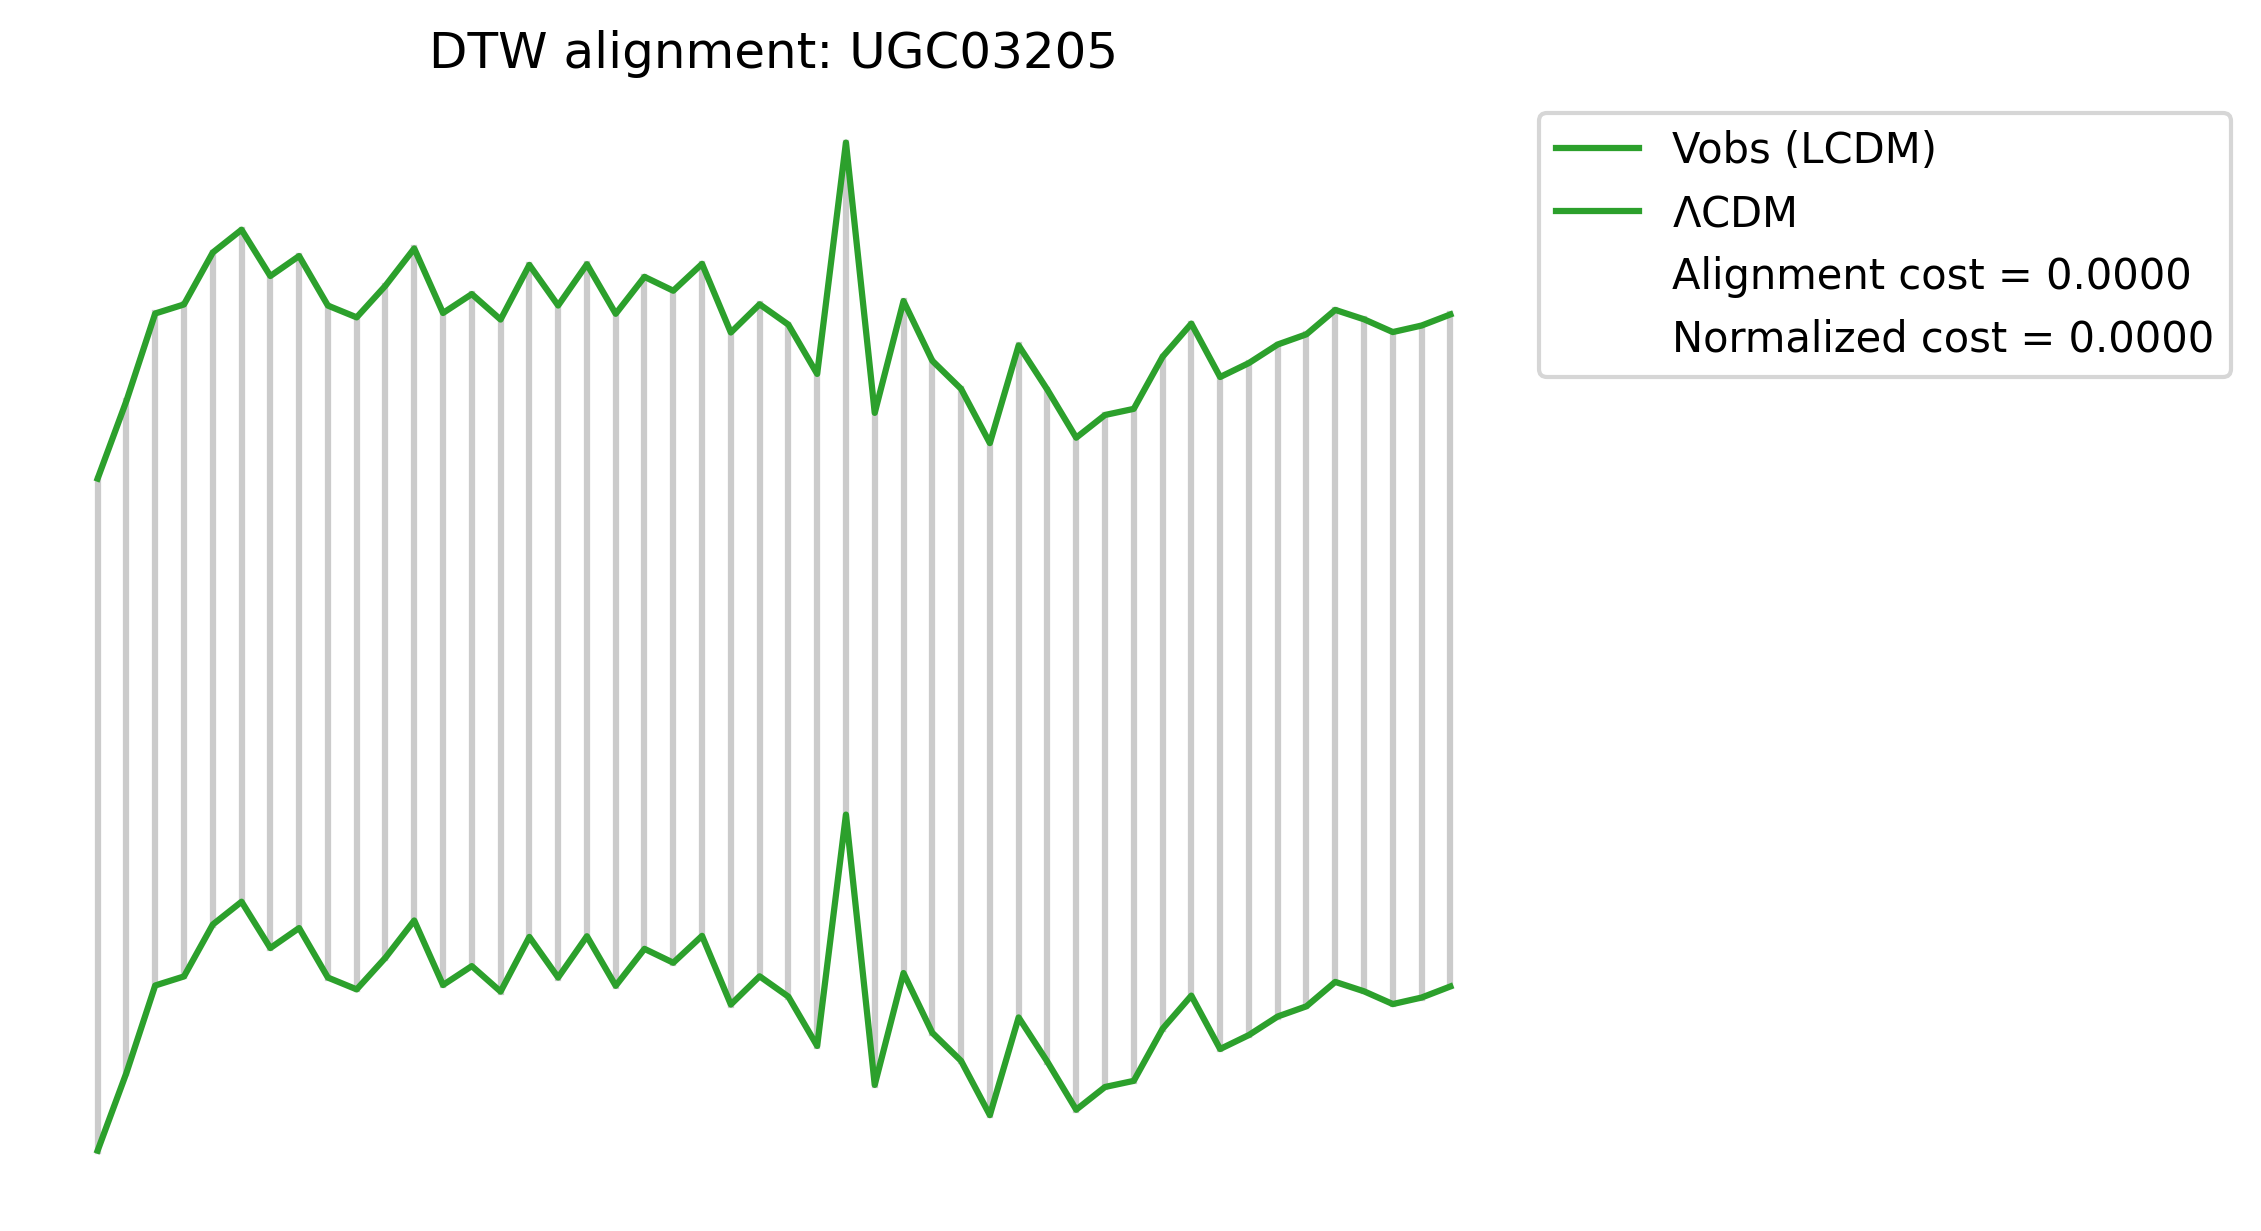 DTW alignment: UGC03205
Vobs (LCDM)
ΛCDM
Alignment cost = 0.0000
Normalized cost = 0.0000